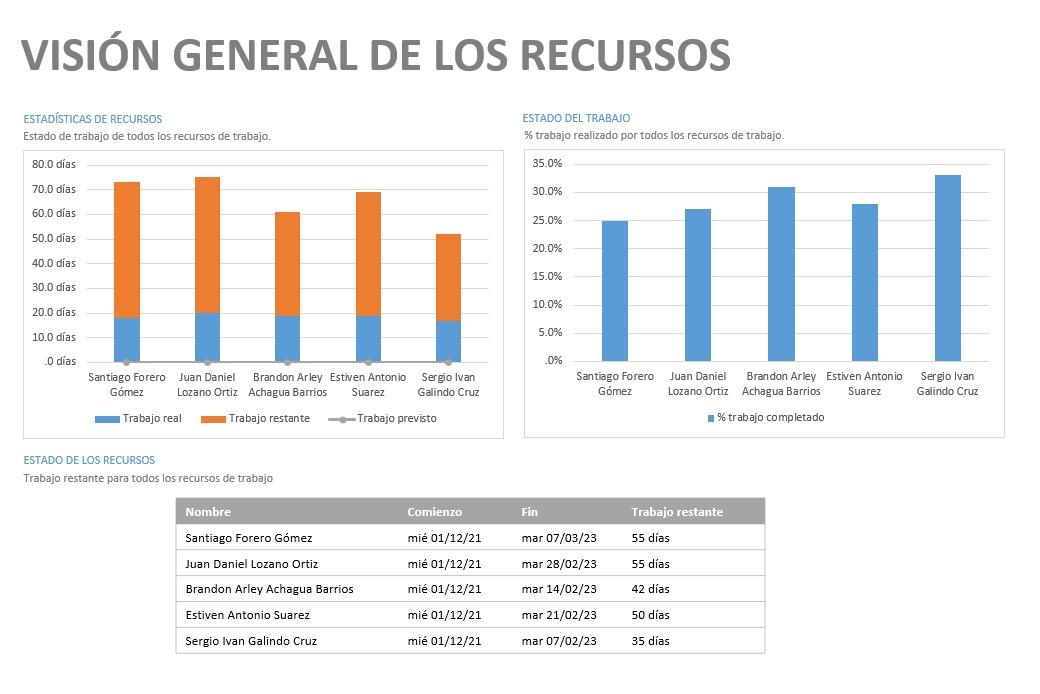 VISIÓN GENERAL DE LOS RECURSOS
ESTADÍSTICAS DE RECURSOS
Estado de trabajo de todos los recursos de trabajo.
80.0 días
70.0 días
60.0 días
50.0 días
40.0 días
30.0 días
20.0 días
10.0 días
.0 días
Santiago Forero Gómez
Juan Daniel Lozano Ortiz
Brandon Arley Achagua Barrios
Estiven Antonio Suarez
Sergio Ivan Galindo Cruz
Trabajo real Trabajo restante Trabajo previsto
ESTADO DEL TRABAJO
% trabajo realizado por todos los recursos de trabajo.
35.0%
30.0%
25.0%
20.0%
15.0%
10.0%
5.0%
.0%
Santiago Forero Gómez
Juan Daniel Lozano Ortiz
Brandon Arley Achagua Barrios
Estiven Antonio Suarez
Sergio Ivan Galindo Cruz
% trabajo completado
ESTADO DE LOS RECURSOS
Trabajo restante para todos los recursos de trabajo
Nombre Comienzo Fin Trabajo restante
Santiago Forero Gómez mié 01/12/21 mar 07/03/23 55 días
Juan Daniel Lozano Ortiz mié 01/12/21 mar 28/02/23 55 días
Brandon Arley Achagua Barrios mié 01/12/21 mar 14/02/23 42 días
Estiven Antonio Suarez mié 01/12/21 mar 21/02/23 50 días
Sergio Ivan Galindo Cruz mié 01/12/21 mar 07/02/23 35 días